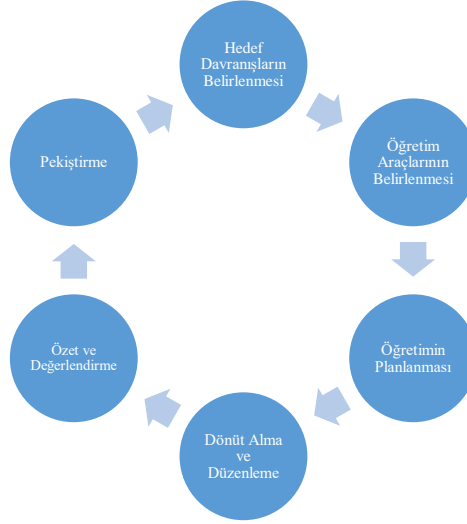 Hedef
Davranışların
Belirlenmesi
Öğretim
Araçlarının
Belirlenmesi
Öğretimin
Planlanması
Dönüt Alma
ve
Düzenleme
Özet ve
Değerlendirme
Pekiştirme